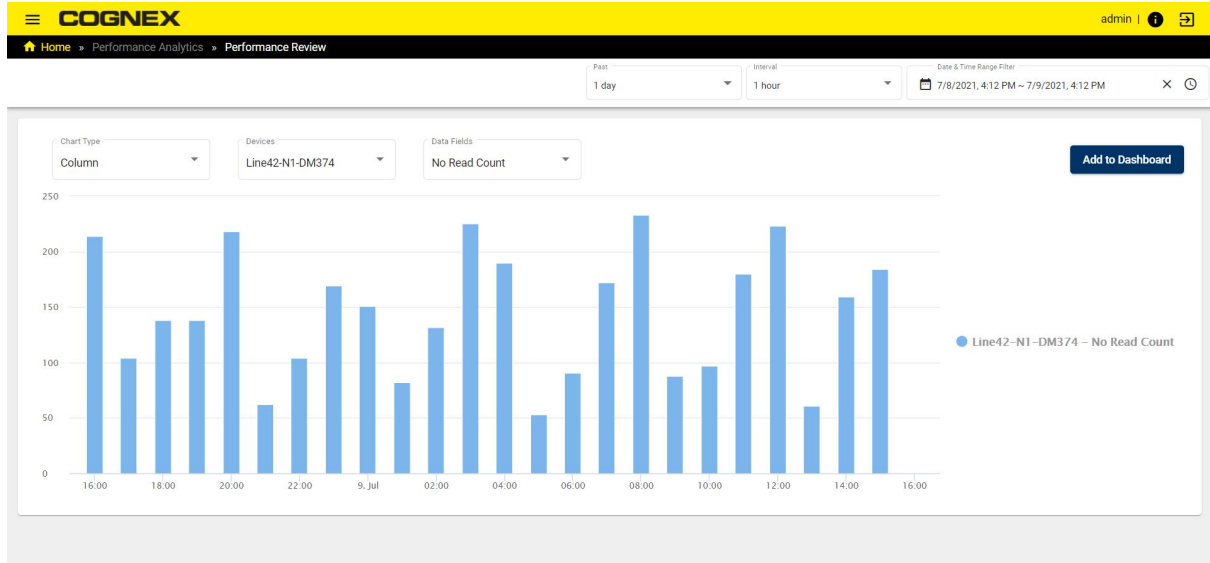 COGNEX
admin |
Home » Performance Analytics » Performance Review
Past
1 day
Interval
1 hour
Date & Time Range Filter
7/8/2021, 4:12 PM ~ 7/9/2021, 4:12 PM
Chart Type
Column
Devices
Line42-N1-DM374
Data Fields
No Read Count
Add to Dashboard
250
200
150
100
50
0
16:00 18:00 20:00 22:00 9. Jul 02:00 04:00 06:00 08:00 10:00 12:00 14:00 16:00
Line42-N1-DM374 - No Read Count